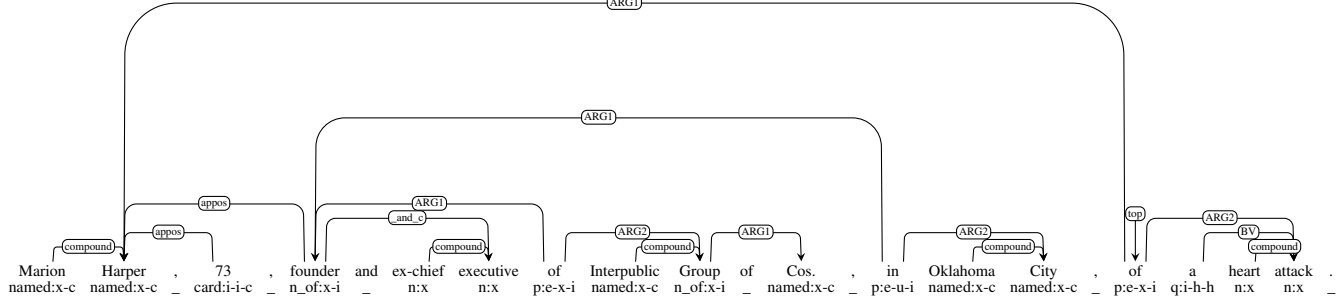 ARG1
ARG1
appos ARG1
_and_c top ARG2
appos ARG2 ARG1 ARG2 BV
compound compound compound compound compound
Marion Harper , 73 , founder and ex-chief executive of Interpublic Group of Cos. , in Oklahoma City , of a heart attack .
named:x-c named:x-c _ card:i-i-c _ n_of:x-i _ n:x n:x p:e-x-i named:x-c n_of:x-i _ named:x-c _ p:e-u-i named:x-c named:x-c _ p:e-x-i q:i-h-h n:x n:x _